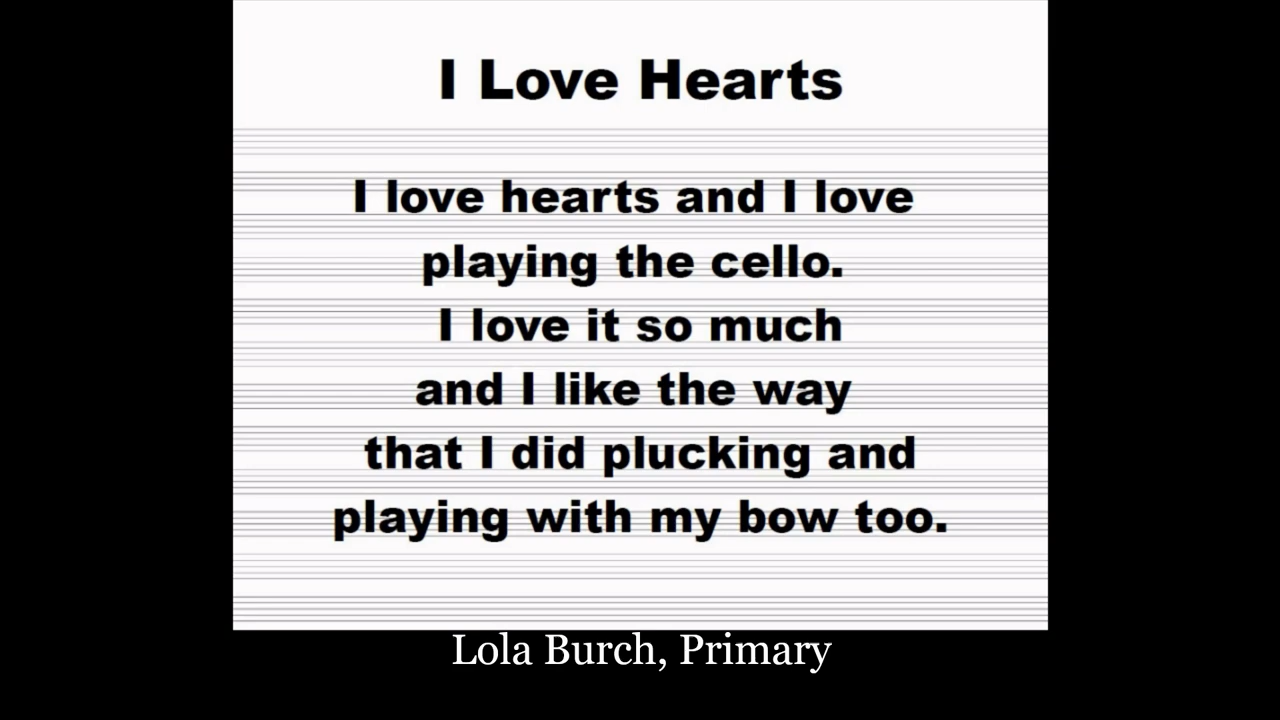 I Love Hearts
I love hearts and I love
playing the cello.
I love it so much
and I like the way
that I did plucking and
playing with my bow too.
Lola Burch, Primary